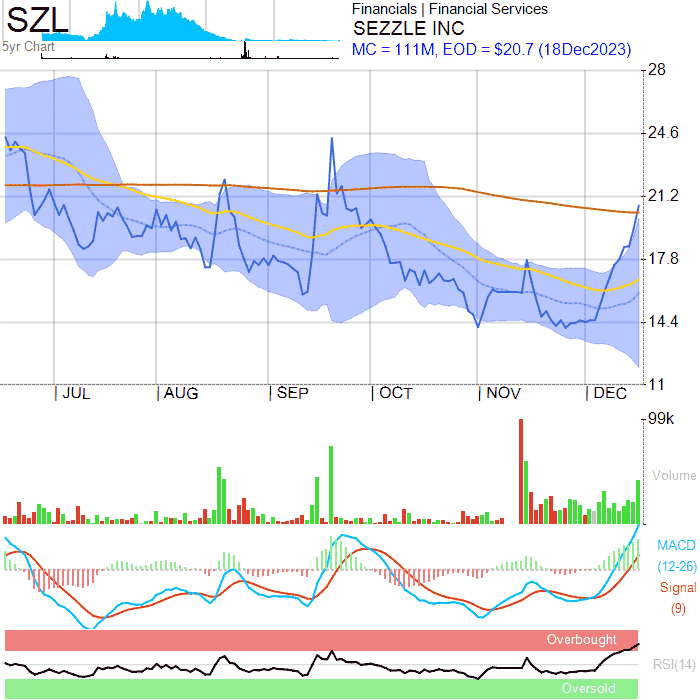 SZL
5yr Chart
Financials | Financial Services
SEZZLE INC
MC = 111M, EOD = $20.7 (18Dec2023)
28
24.6
21.2
17.8
14.4
11
JUL AUG SEP OCT NOV DEC
99k
Volume
MACD
(12-26)
Signal
(9)
Overbought
RSI(14)
Oversold